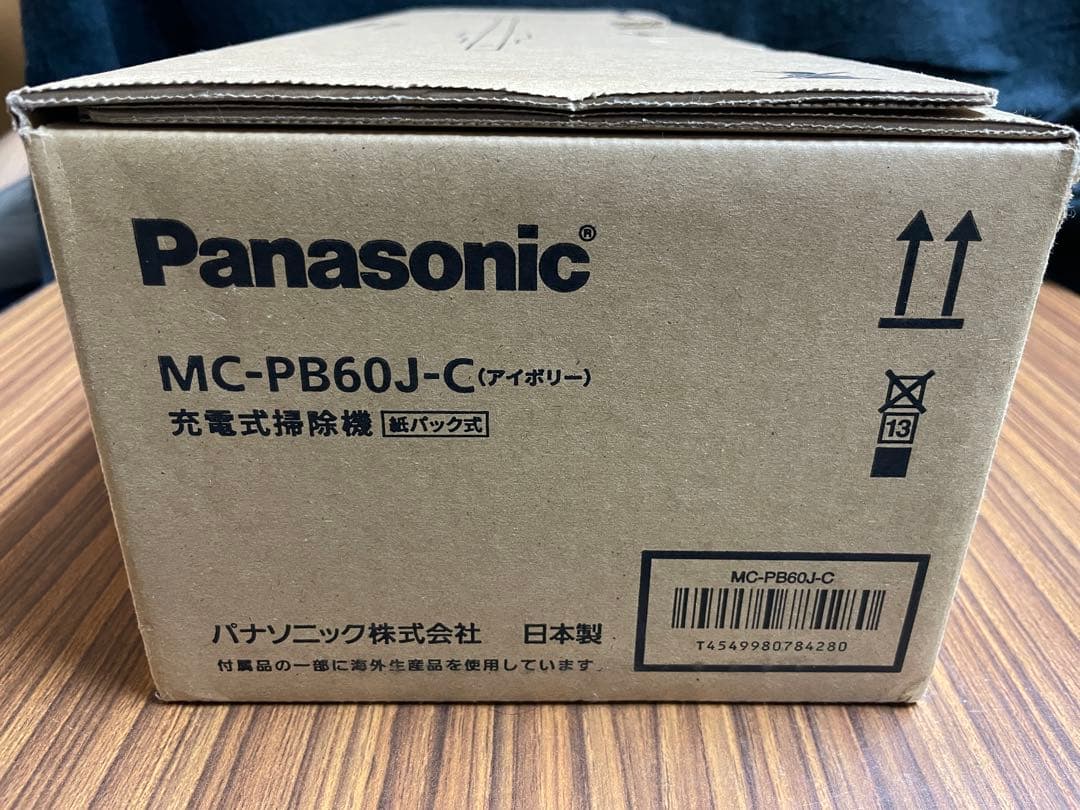 Panasonic®
MC-PB60J-C(アイボリー)
充電式掃除機 紙パック式
13
MC-PB60J-C
T4549980784280
パナソニック株式会社 日本製
付属品の一部に海外生産品を使用しています。